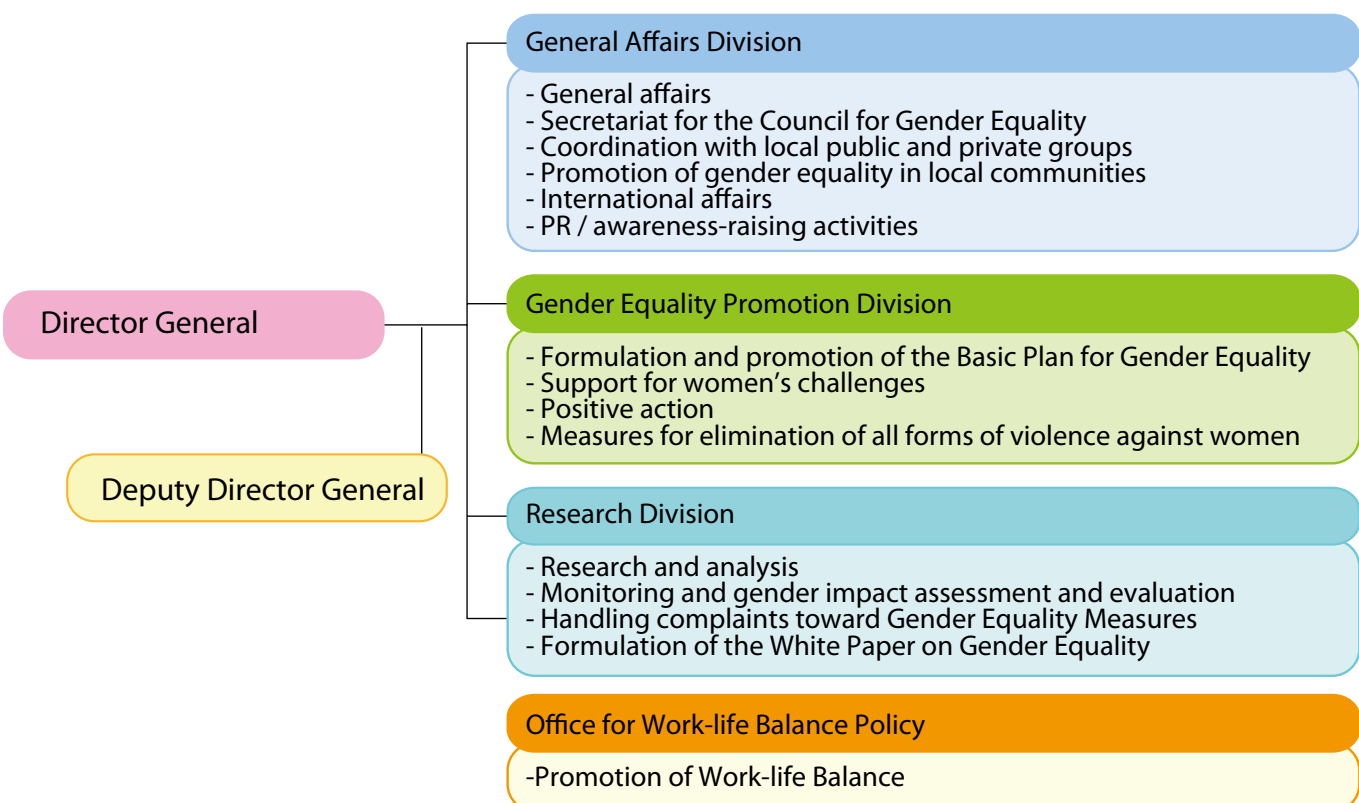 Director General
Deputy Director General
General Affairs Division
- General affairs
- Secretariat for the Council for Gender Equality
- Coordination with local public and private groups
- Promotion of gender equality in local communities
- International affairs
- PR / awareness-raising activities
Gender Equality Promotion Division
- Formulation and promotion of the Basic Plan for Gender Equality
- Support for women’s challenges
- Positive action
- Measures for elimination of all forms of violence against women
Research Division
- Research and analysis
- Monitoring and gender impact assessment and evaluation
- Handling complaints toward Gender Equality Measures
- Formulation of the White Paper on Gender Equality
Office for Work-life Balance Policy
-Promotion of Work-life Balance